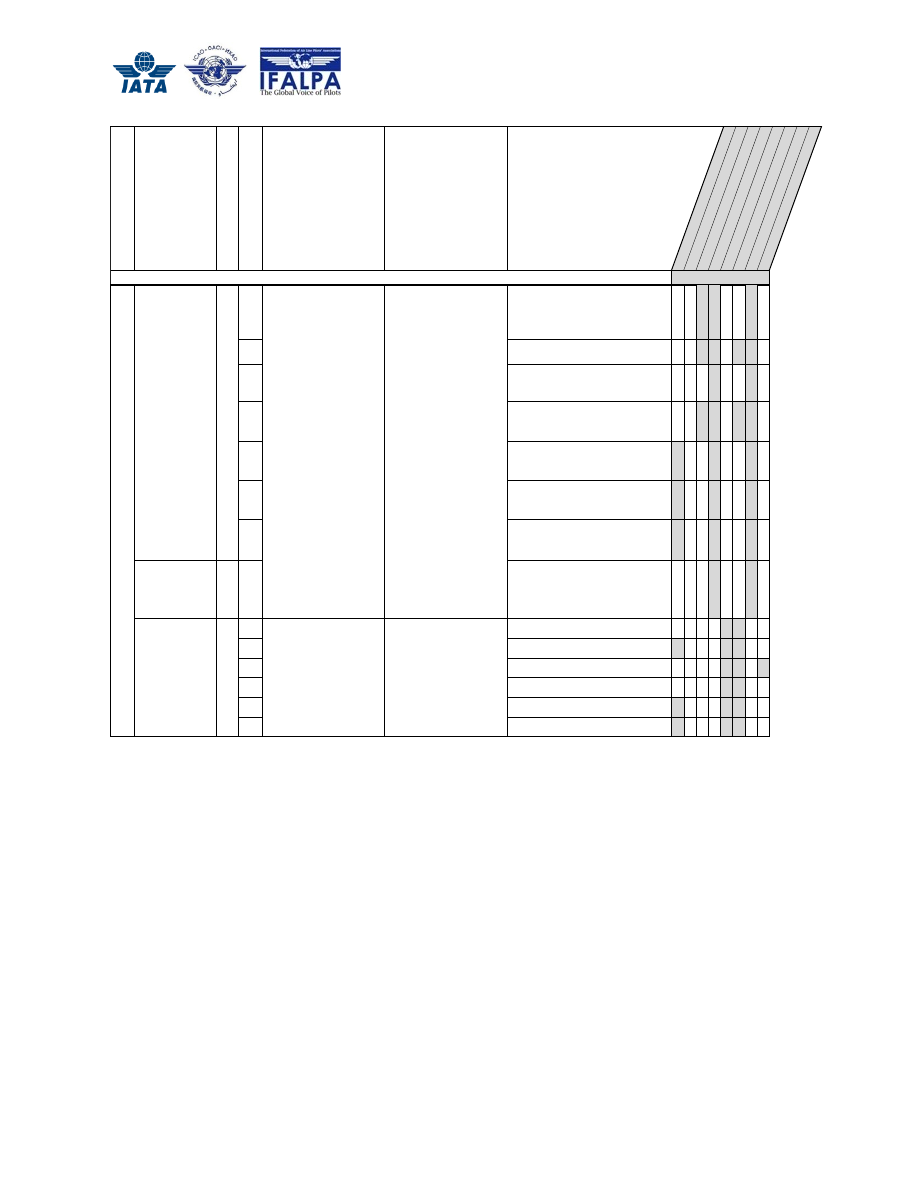 IATA
ICAO · OACI · ИКАО
International Federation of Air Line Pilots' Associations
IFALPA
The Global Voice of Pilots